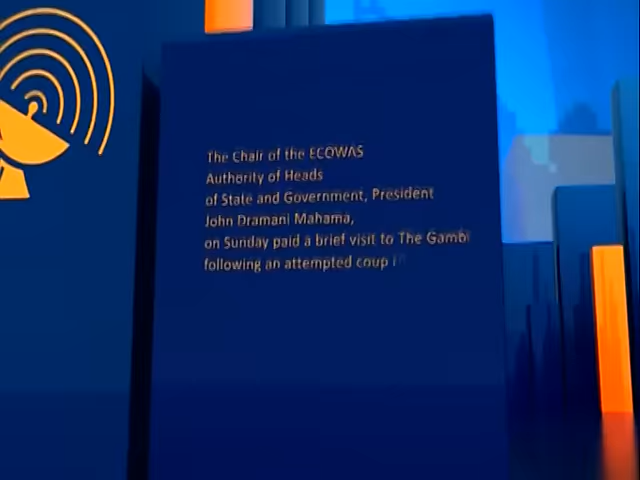 The Chair of the ECOWAS
Authority of Heads
of State and Government, President
John Dramani Mahama,
on Sunday paid a brief visit to The Gambi
following an attempted coup i